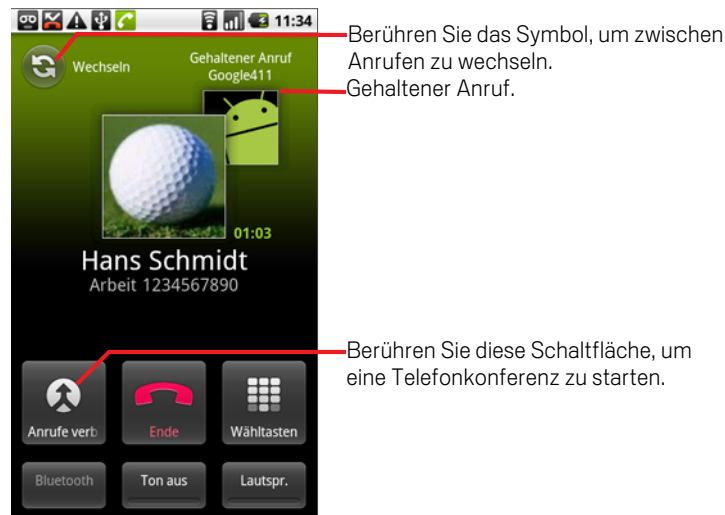 11:34
Wechseln
Gehaltener Anruf
Google411
01:03
Hans Schmidt
Arbeit 1234567890
Anrufe verb
Ende
Wähltasten
Bluetooth
Ton aus
Lautspr.
Berühren Sie das Symbol, um zwischen
Anrufen zu wechseln.
Gehaltener Anruf.
Berühren Sie diese Schaltfläche, um
eine Telefonkonferenz zu starten.